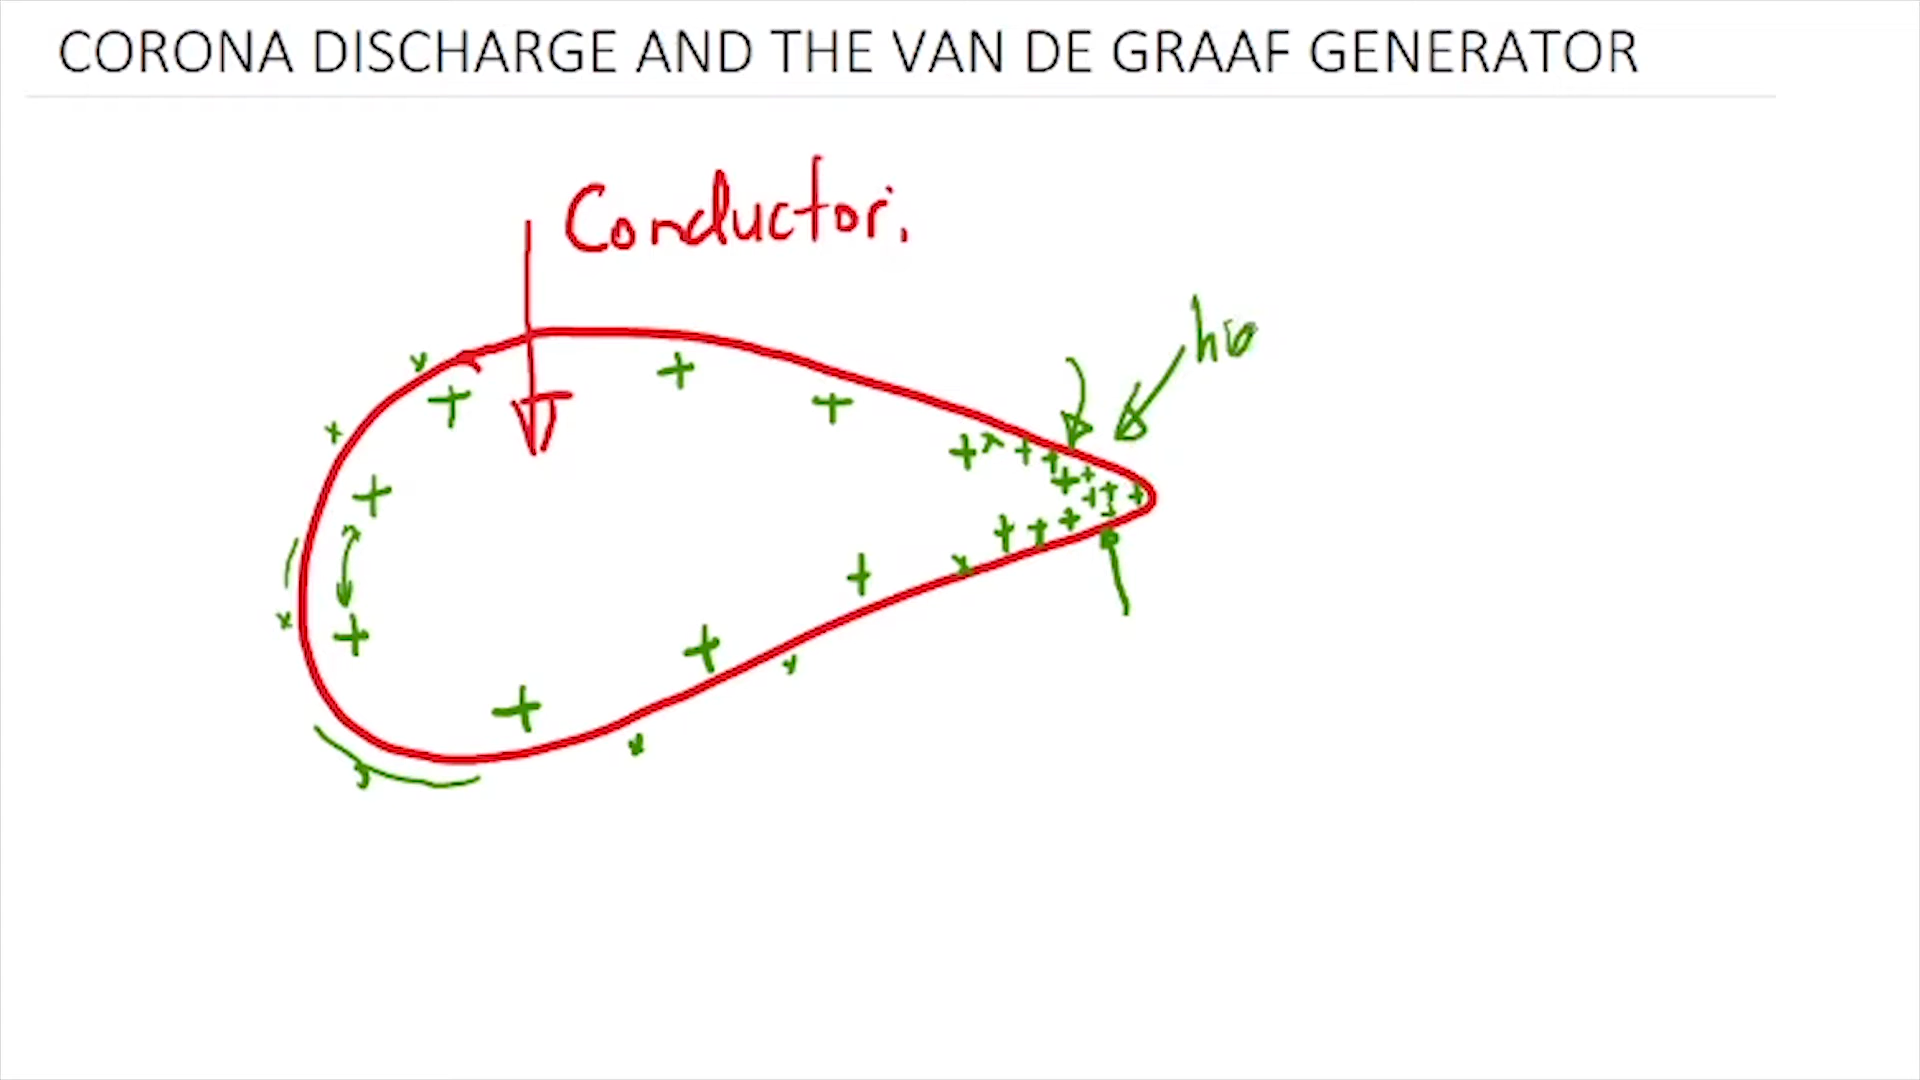 CORONA DISCHARGE AND THE VAN DE GRAAF GENERATOR
Conductor.